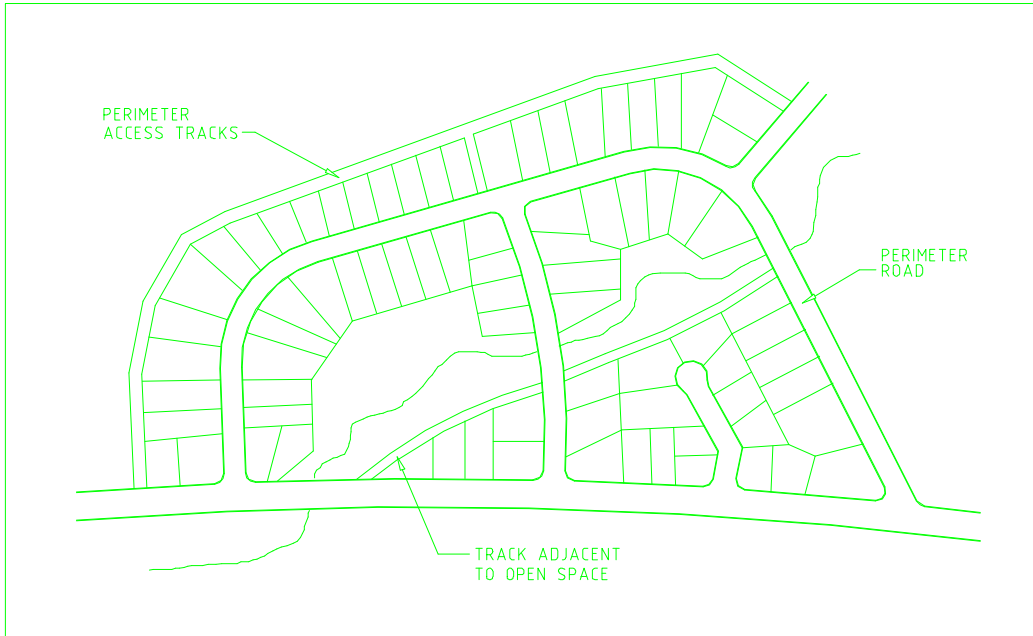 PERIMETER
ACCESS TRACKS
PERIMETER
ROAD
TRACK ADJACENT
TO OPEN SPACE